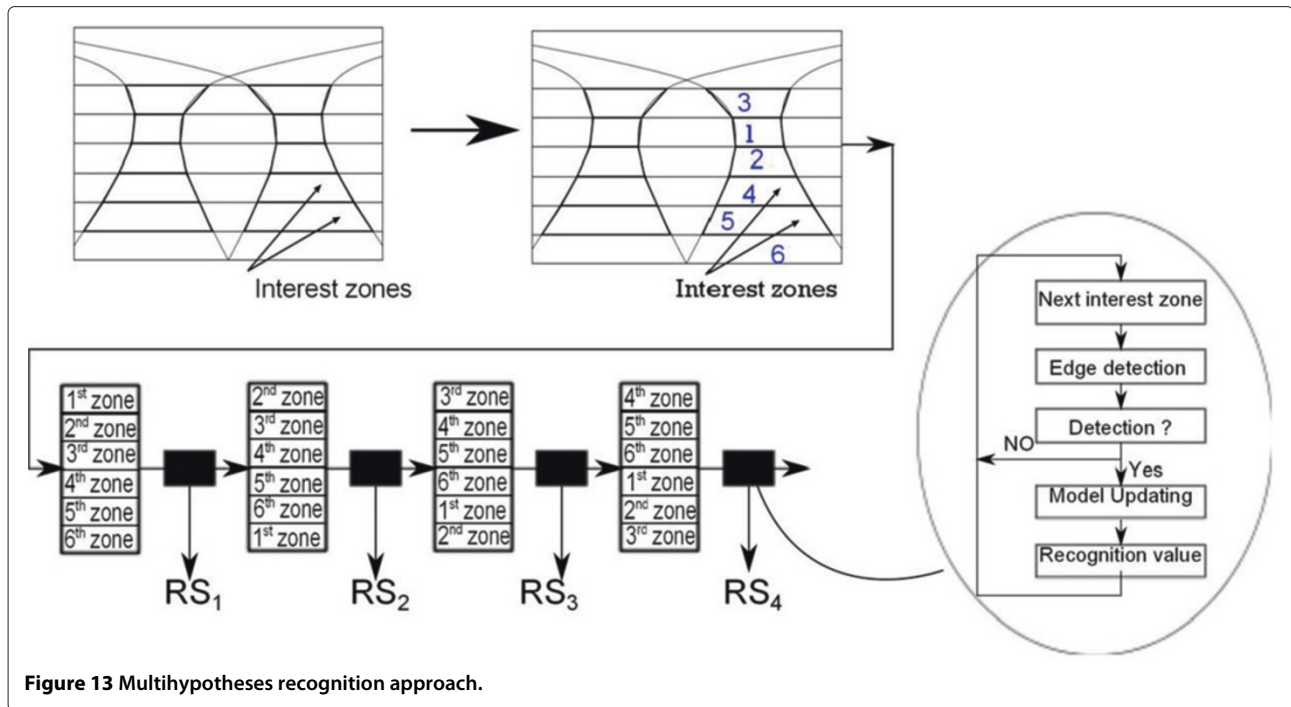 3
1
2
4
5
6
Interest zones
Interest zones
Next interest zone
Edge detection
Detection ?
NO
Yes
Model Updating
Recognition value
1st zone
2nd zone
3rd zone
4th zone
5th zone
6th zone
2nd zone
3rd zone
4th zone
5th zone
6th zone
1st zone
3rd zone
4th zone
5th zone
6th zone
1st zone
2nd zone
4th zone
5th zone
6th zone
1st zone
2nd zone
3rd zone
RS1
RS2
RS3
RS4
Figure 13 Multihypotheses recognition approach.